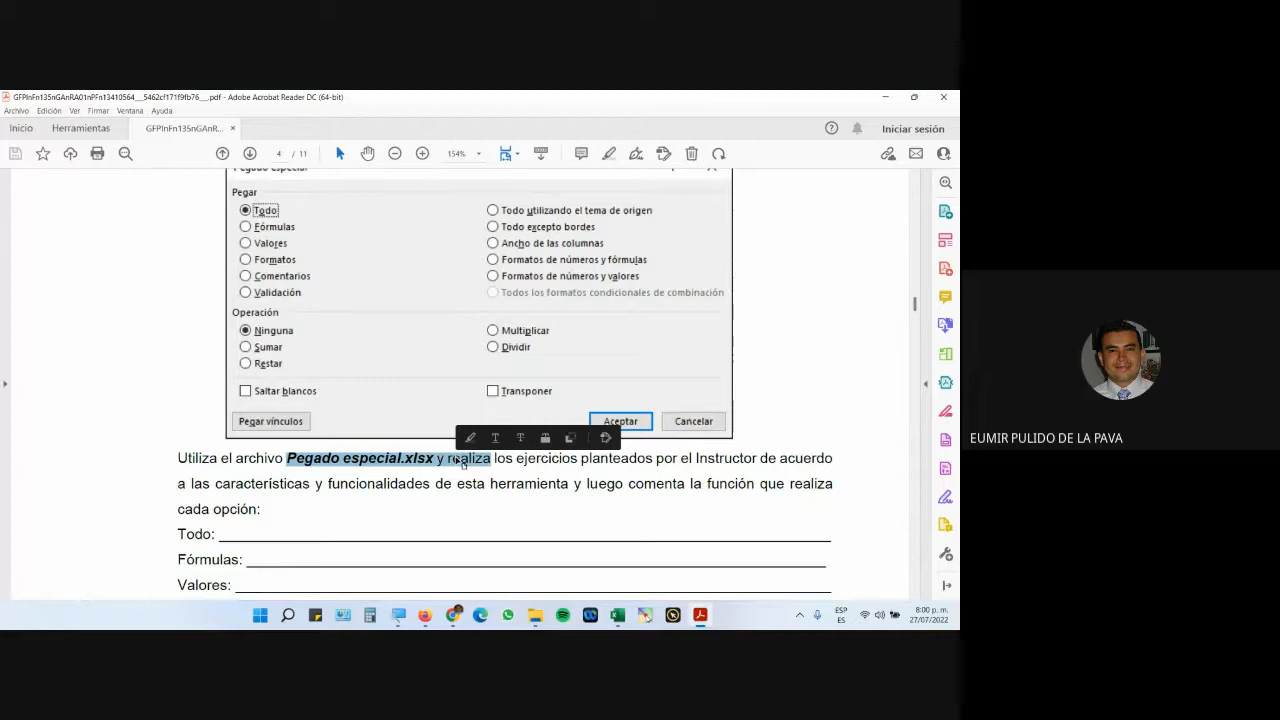 GFPInFn135nGAnRA01nPFn13410564__5462cf171f9fb76__.pdf - Adobe Acrobat Reader DC (64-bit)
Archivo Edición Ver Firmar Ventana Ayuda
Inicio Herramientas GFPInFn135nGAnR... × Iniciar sesión
4 / 11 154%
Pegado especial
Pegar
Todo Todo utilizando el tema de origen
Fórmulas Todo excepto bordes
Valores Ancho de las columnas
Formatos Formatos de números y fórmulas
Comentarios Formatos de números y valores
Validación Todos los formatos condicionales de combinación
Operación
Ninguna Multiplicar
Sumar Dividir
Restar
Saltar blancos Transponer
Pegar vínculos Aceptar Cancelar
EUMIR PULIDO DE LA PAVA
Utiliza el archivo Pegado especial.xlsx y realiza los ejercicios planteados por el Instructor de acuerdo
a las características y funcionalidades de esta herramienta y luego comenta la función que realiza
cada opción:
Todo:
Fórmulas:
Valores:
ESP 8:00 p. m.
ES 27/07/2022